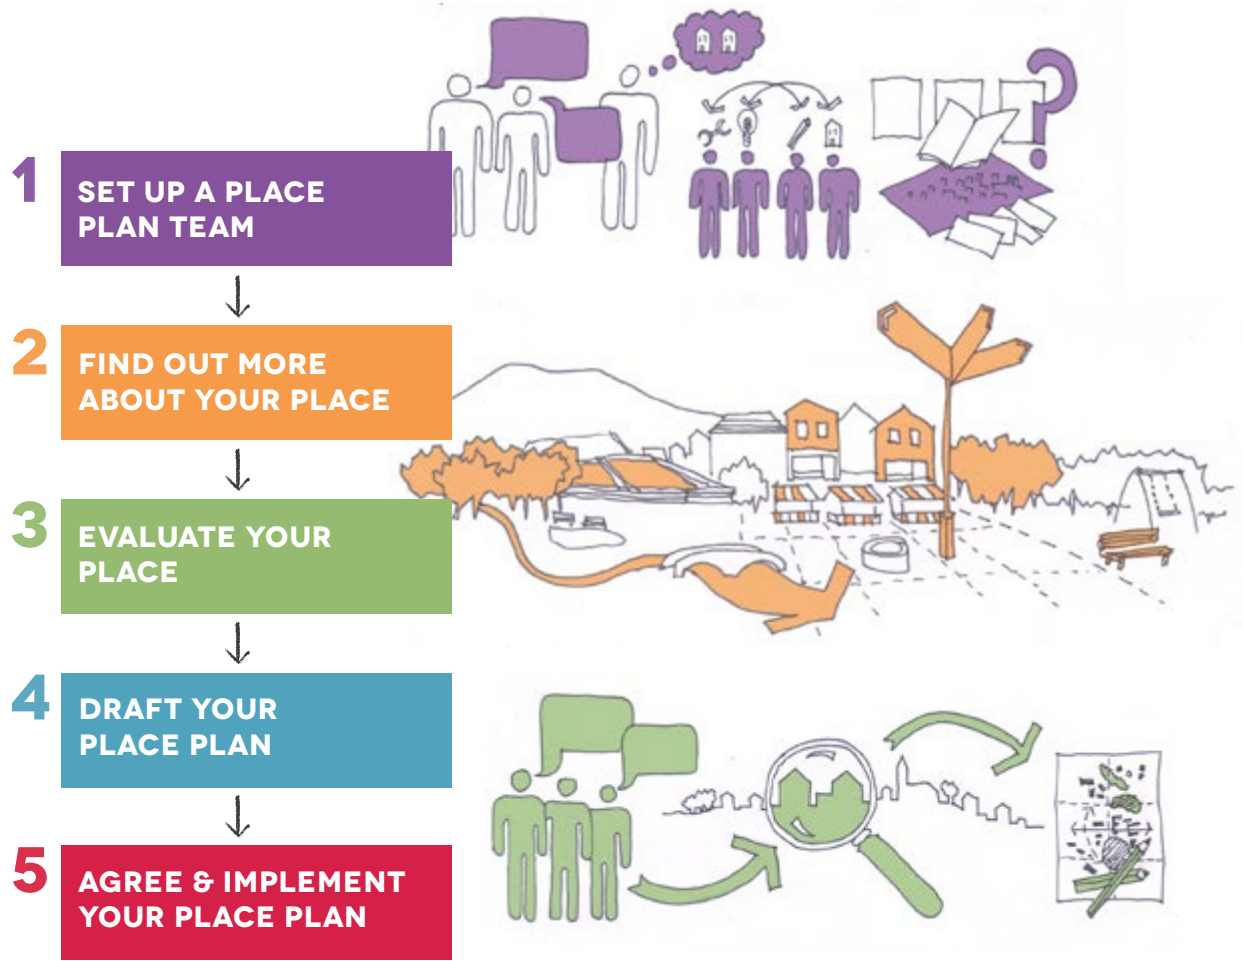 1
SET UP A PLACE
PLAN TEAM
2
FIND OUT MORE
ABOUT YOUR PLACE
3
EVALUATE YOUR
PLACE
4
DRAFT YOUR
PLACE PLAN
5
AGREE & IMPLEMENT
YOUR PLACE PLAN
?